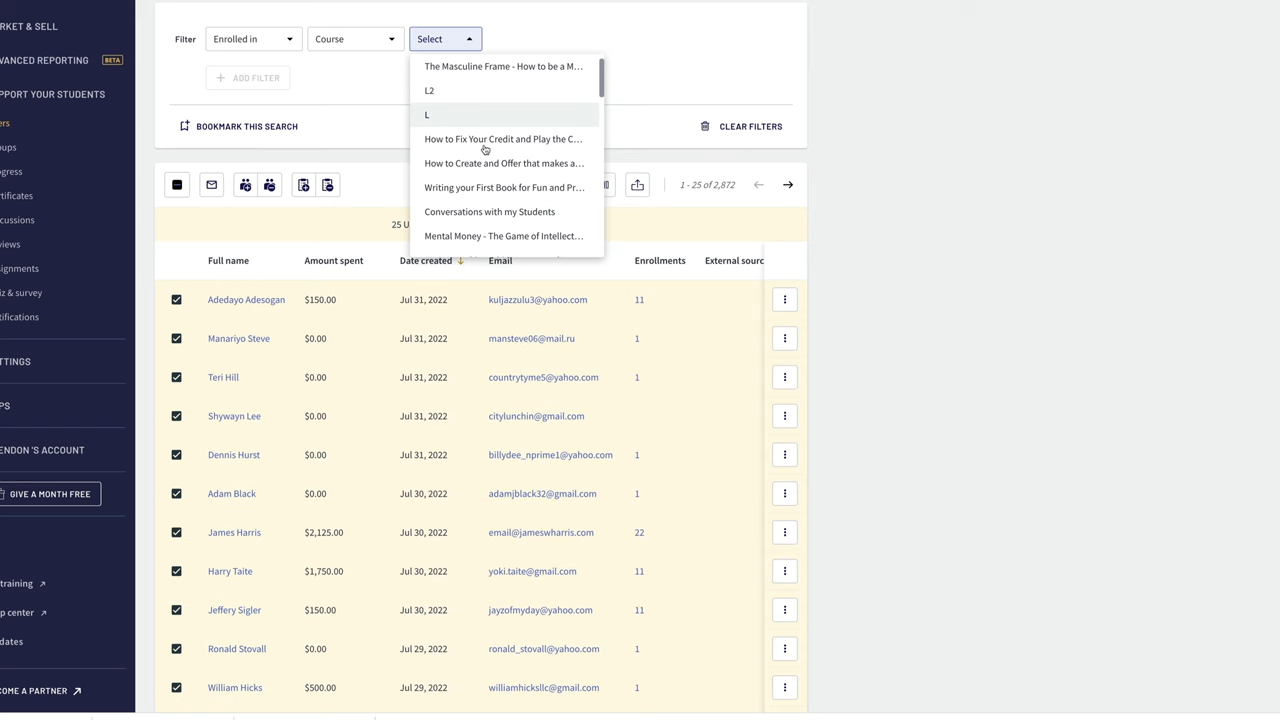 RKET & SELL
VANCED REPORTING BETA
PPORT YOUR STUDENTS
ers
oups
ogress
rtificates
cussions
views
signments
iz & survey
tifications
TTINGS
PS
ENDON 'S ACCOUNT
GIVE A MONTH FREE
training
p center
dates
COME A PARTNER
Filter Enrolled in Course Select
ADD FILTER
The Masculine Frame - How to be a M...
L2
L
How to Fix Your Credit and Play the C...
How to Create and Offer that makes a...
Writing your First Book for Fun and Pr...
Conversations with my Students
Mental Money - The Game of Intellect...
BOOKMARK THIS SEARCH CLEAR FILTERS
1 - 25 of 2,872
25 U
Full name Amount spent Date created Email Enrollments External sourc
Adedayo Adesogan $150.00 Jul 31, 2022 kuljazzulu3@yahoo.com 11
Manariyo Steve $0.00 Jul 31, 2022 mansteve06@mail.ru 1
Teri Hill $0.00 Jul 31, 2022 countrytyme5@yahoo.com 1
Shywayn Lee $0.00 Jul 31, 2022 citylunchin@gmail.com
Dennis Hurst $0.00 Jul 31, 2022 billydee_nprime1@yahoo.com 1
Adam Black $0.00 Jul 30, 2022 adamjblack32@gmail.com 1
James Harris $2,125.00 Jul 30, 2022 email@jameswharris.com 22
Harry Taite $1,750.00 Jul 30, 2022 yoki.taite@gmail.com 11
Jeffery Sigler $150.00 Jul 30, 2022 jayzofmyday@yahoo.com 11
Ronald Stovall $0.00 Jul 29, 2022 ronald_stovall@yahoo.com 1
William Hicks $500.00 Jul 29, 2022 williamhicksllc@gmail.com 1